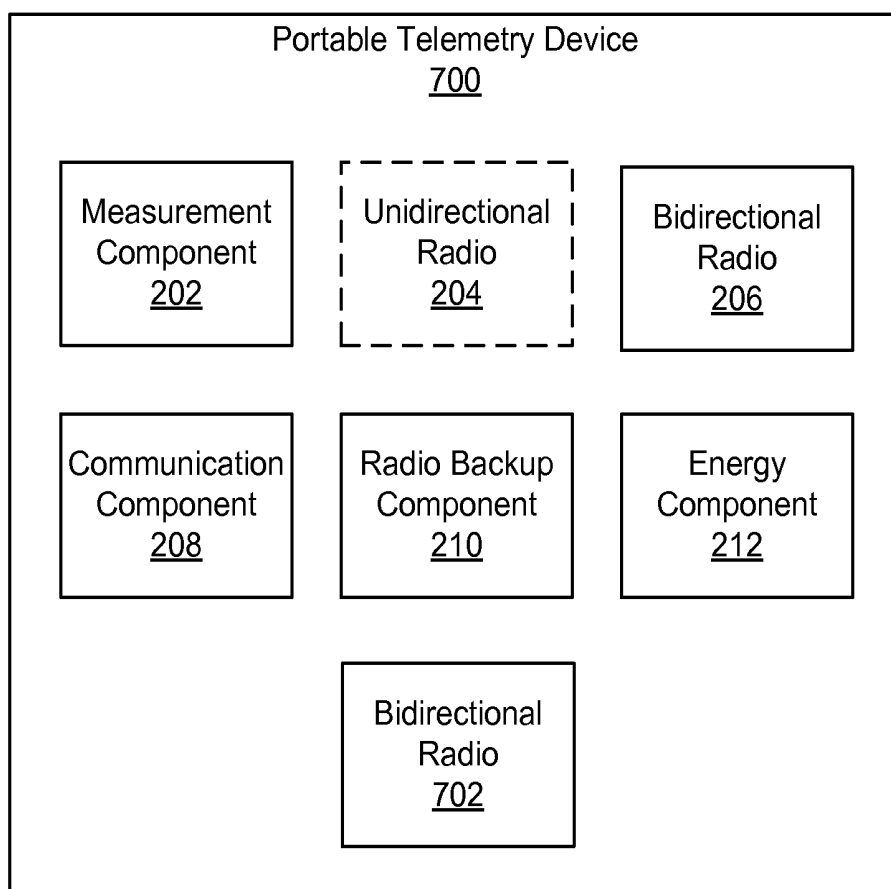 Portable Telemetry Device
700
Measurement
Component
202
Unidirectional
Radio
204
Bidirectional
Radio
206
Communication
Component
208
Radio Backup
Component
210
Energy
Component
212
Bidirectional
Radio
702